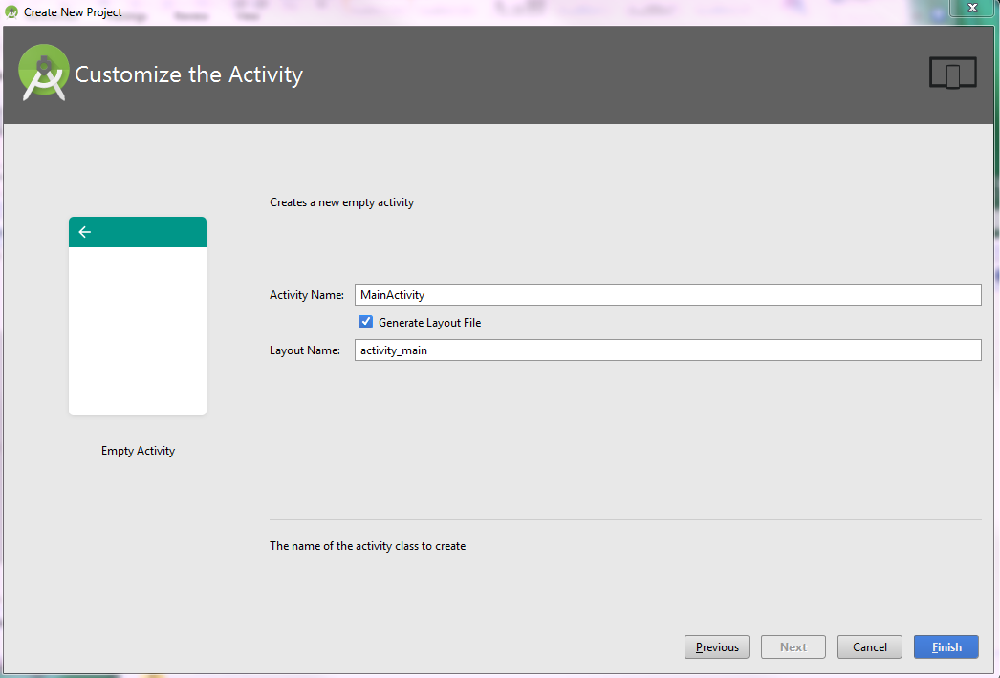 Create New Project
Customize the Activity
Creates a new empty activity
Activity Name: MainActivity
Generate Layout File
Layout Name: activity_main
Empty Activity
The name of the activity class to create
Previous Next Cancel Finish